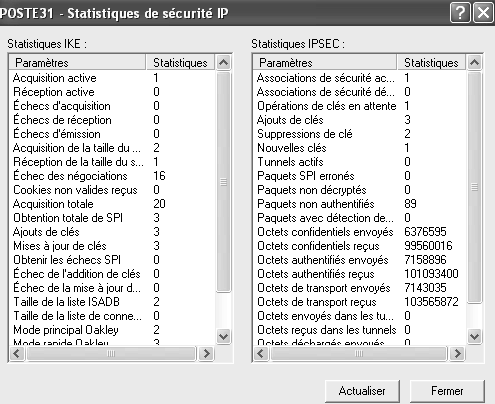 POSTE31 - Statistiques de sécurité IP
Statistiques IKE :
Paramètres Statistiques
Acquisition active 1
Réception active 0
Échecs d'acquisition 0
Échecs de réception 0
Échecs d'émission 0
Acquisition de la taille du ... 2
Réception de la taille du s... 1
Échec des négociations 16
Cookies non valides reçus 0
Acquisition totale 20
Obtention totale de SPI 3
Ajouts de clés 3
Mises à jour de clés 3
Obtenir les échecs SPI 0
Échec de l'addition de clés 0
Échec de la mise à jour d... 0
Taille de la liste ISADB 2
Taille de la liste de conne... 0
Mode principal Oakley 2
Mode rapide Oakley 3
Statistiques IPSEC :
Paramètres Statistiques
Associations de sécurité ac... 1
Associations de sécurité dé... 0
Opérations de clés en attente 1
Ajouts de clés 3
Suppressions de clé 2
Nouvelles clés 1
Tunnels actifs 0
Paquets SPI erronés 0
Paquets non décryptés 0
Paquets non authentifiés 89
Paquets avec détection de... 0
Octets confidentiels envoyés 6376595
Octets confidentiels reçus 99560016
Octets authentifiés envoyés 7158896
Octets authentifiés reçus 101093400
Octets de transport envoyés 7143035
Octets de transport reçus 103565872
Octets envoyés dans les tu... 0
Octets reçus dans les tunnels 0
Octets déchargés envoyés 0
Actualiser
Fermer